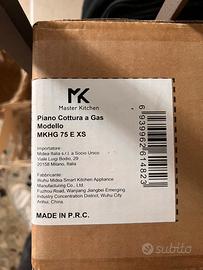 MK
Master Kitchen
Piano Cottura a Gas
Modello
MKHG 75 E XS
Importatore:
Midea Italia s.r.l. a Socio Unico
Viale Luigi Bodio, 29
20158 Milano, Italia
Fabbricante:
Wuhu Midea Smart Kitchen Appliance
Manufacturing Co., Ltd.
Fuzhou Road, Wanjiang Jiangbei Emerging
Industry Concentration District, Wuhu City
Anhui, China.
MADE IN P.R.C.
6939962614823
subito